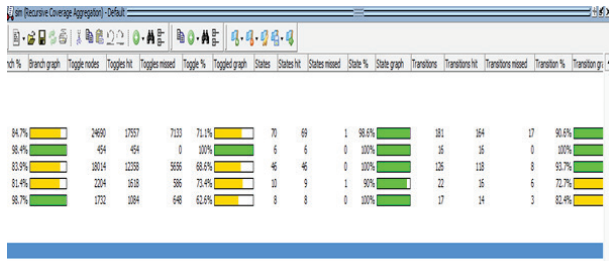 sim (Recursive Coverage Aggregation) - Default
nch % Branch graph Toggle nodes Toggles hit Toggles missed Toggle % Toggled graph States States hit States missed State % State graph Transitions Transitions hit Transitions missed Transition % Transition gra
84.7% 24690 17557 7133 71.1% 70 69 1 98.6% 181 164 17 90.6%
98.4% 454 454 0 100% 6 6 0 100% 16 16 0 100%
83.9% 18014 12358 5656 68.6% 46 46 0 100% 126 118 8 93.7%
81.4% 2204 1618 586 73.4% 10 9 1 90% 22 16 6 72.7%
98.7% 1732 1084 648 62.6% 8 8 0 100% 17 14 3 82.4%